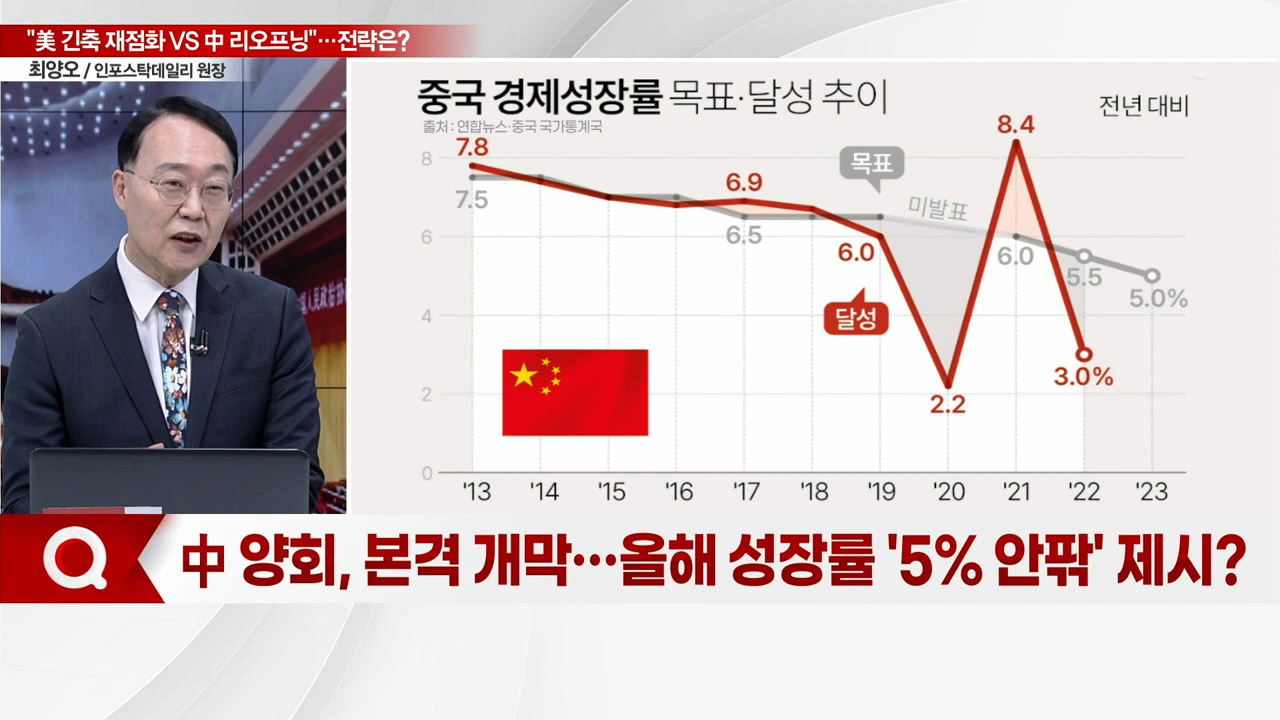 "美 긴축 재점화 VS 中 리오프닝"…전략은?
최양오 / 인포스탁데일리 원장
중국 경제성장률 목표·달성 추이
전년 대비
출처 : 연합뉴스·중국 국가통계국
8
6
4
2
0
7.8
7.5
6.9
6.5
목표
미발표
6.0
달성
2.2
8.4
6.0
5.5
3.0%
5.0%
'13 '14 '15 '16 '17 '18 '19 '20 '21 '22 '23
人民政治协
Q
中 양회, 본격 개막…올해 성장률 '5% 안팎' 제시?